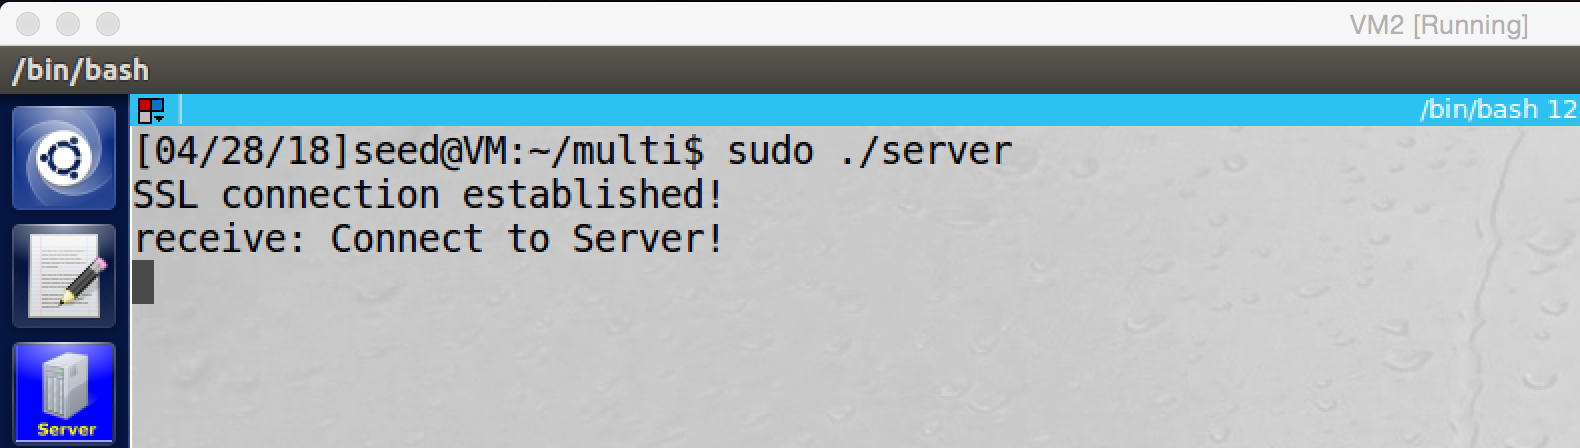 VM2 [Running]
/bin/bash
/bin/bash 12
[04/28/18]seed@VM:~/multi$ sudo ./server
SSL connection established!
receive: Connect to Server!
Server